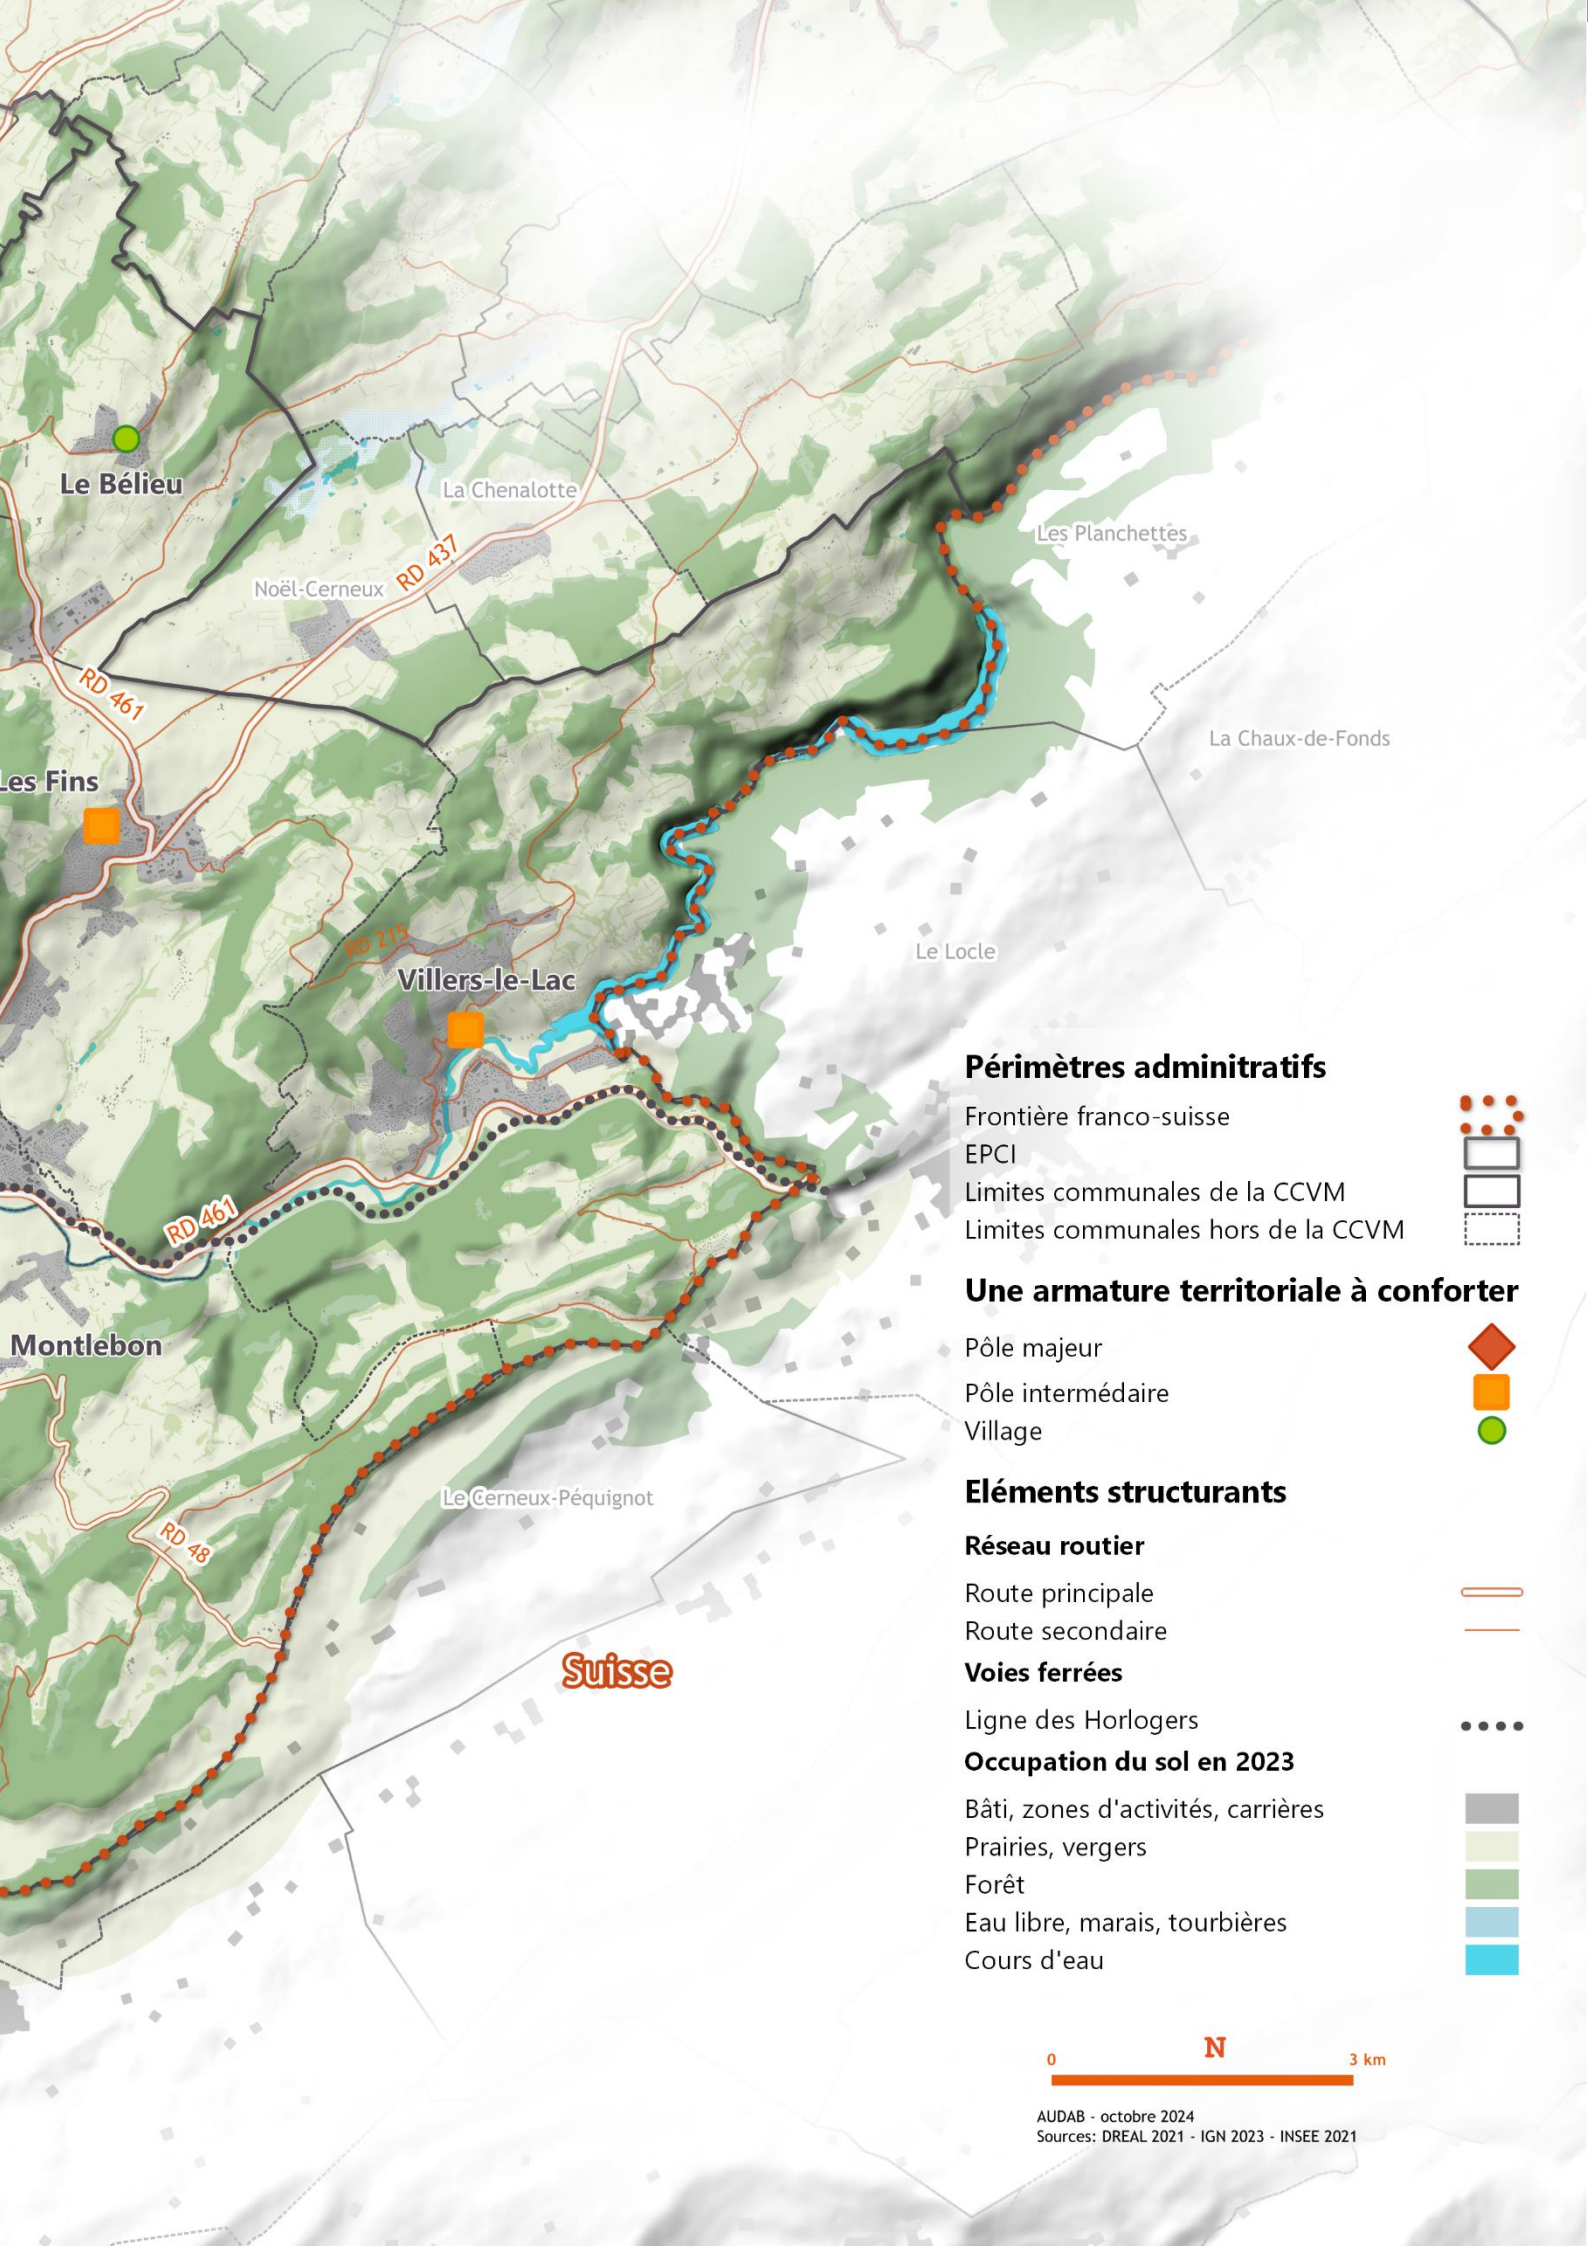 Le Bélieu
La Chenalotte
RD 437
Noël-Cerneux
Les Planchettes
RD 461
La Chaux-de-Fonds
Les Fins
RD 215
Villers-le-Lac
Le Locle
RD 461
Montlebon
Le Cerneux-Péquignot
RD 48
Suisse
Périmètres adminitratifs
Frontière franco-suisse
EPCI
Limites communales de la CCVM
Limites communales hors de la CCVM
Une armature territoriale à conforter
Pôle majeur
Pôle intermédaire
Village
Eléments structurants
Réseau routier
Route principale
Route secondaire
Voies ferrées
Ligne des Horlogers
Occupation du sol en 2023
Bâti, zones d'activités, carrières
Prairies, vergers
Forêt
Eau libre, marais, tourbières
Cours d'eau
N
0 3 km
AUDAB - octobre 2024
Sources: DREAL 2021 - IGN 2023 - INSEE 2021